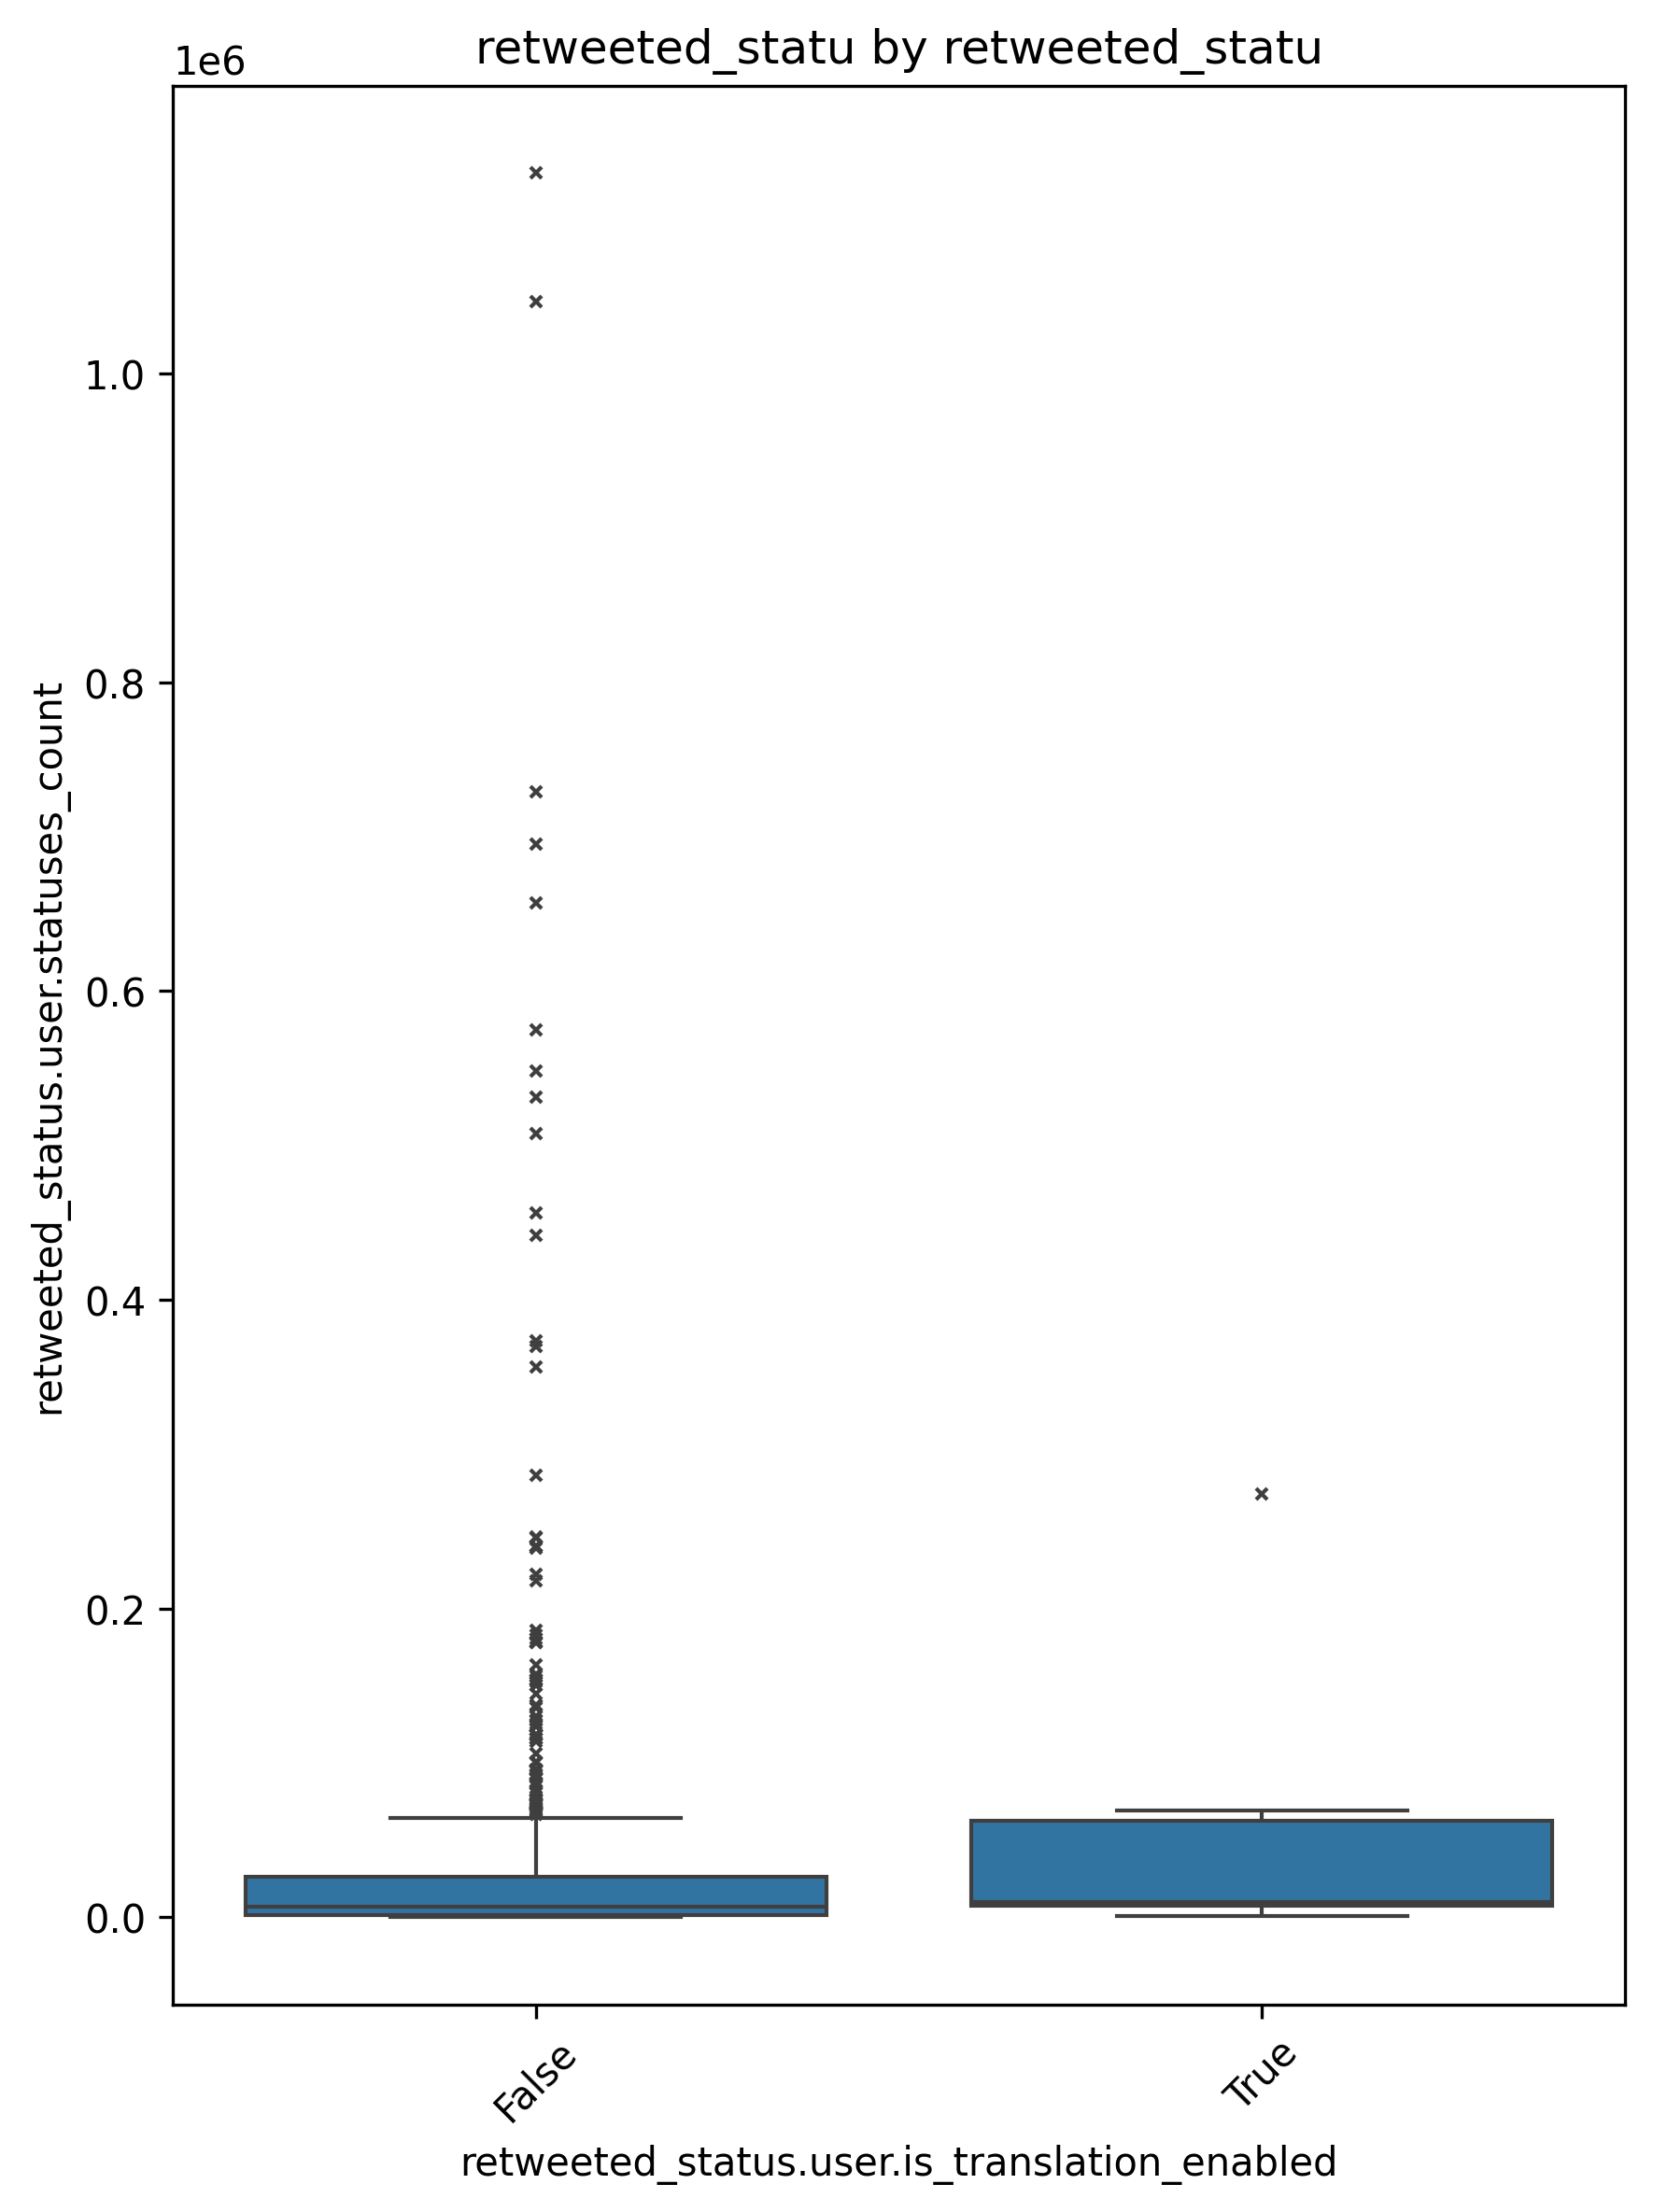 retweeted_statu by retweeted_statu
1e6
1.0
0.8
0.6
0.4
0.2
0.0
retweeted_status.user.statuses_count
False
True
retweeted_status.user.is_translation_enabled